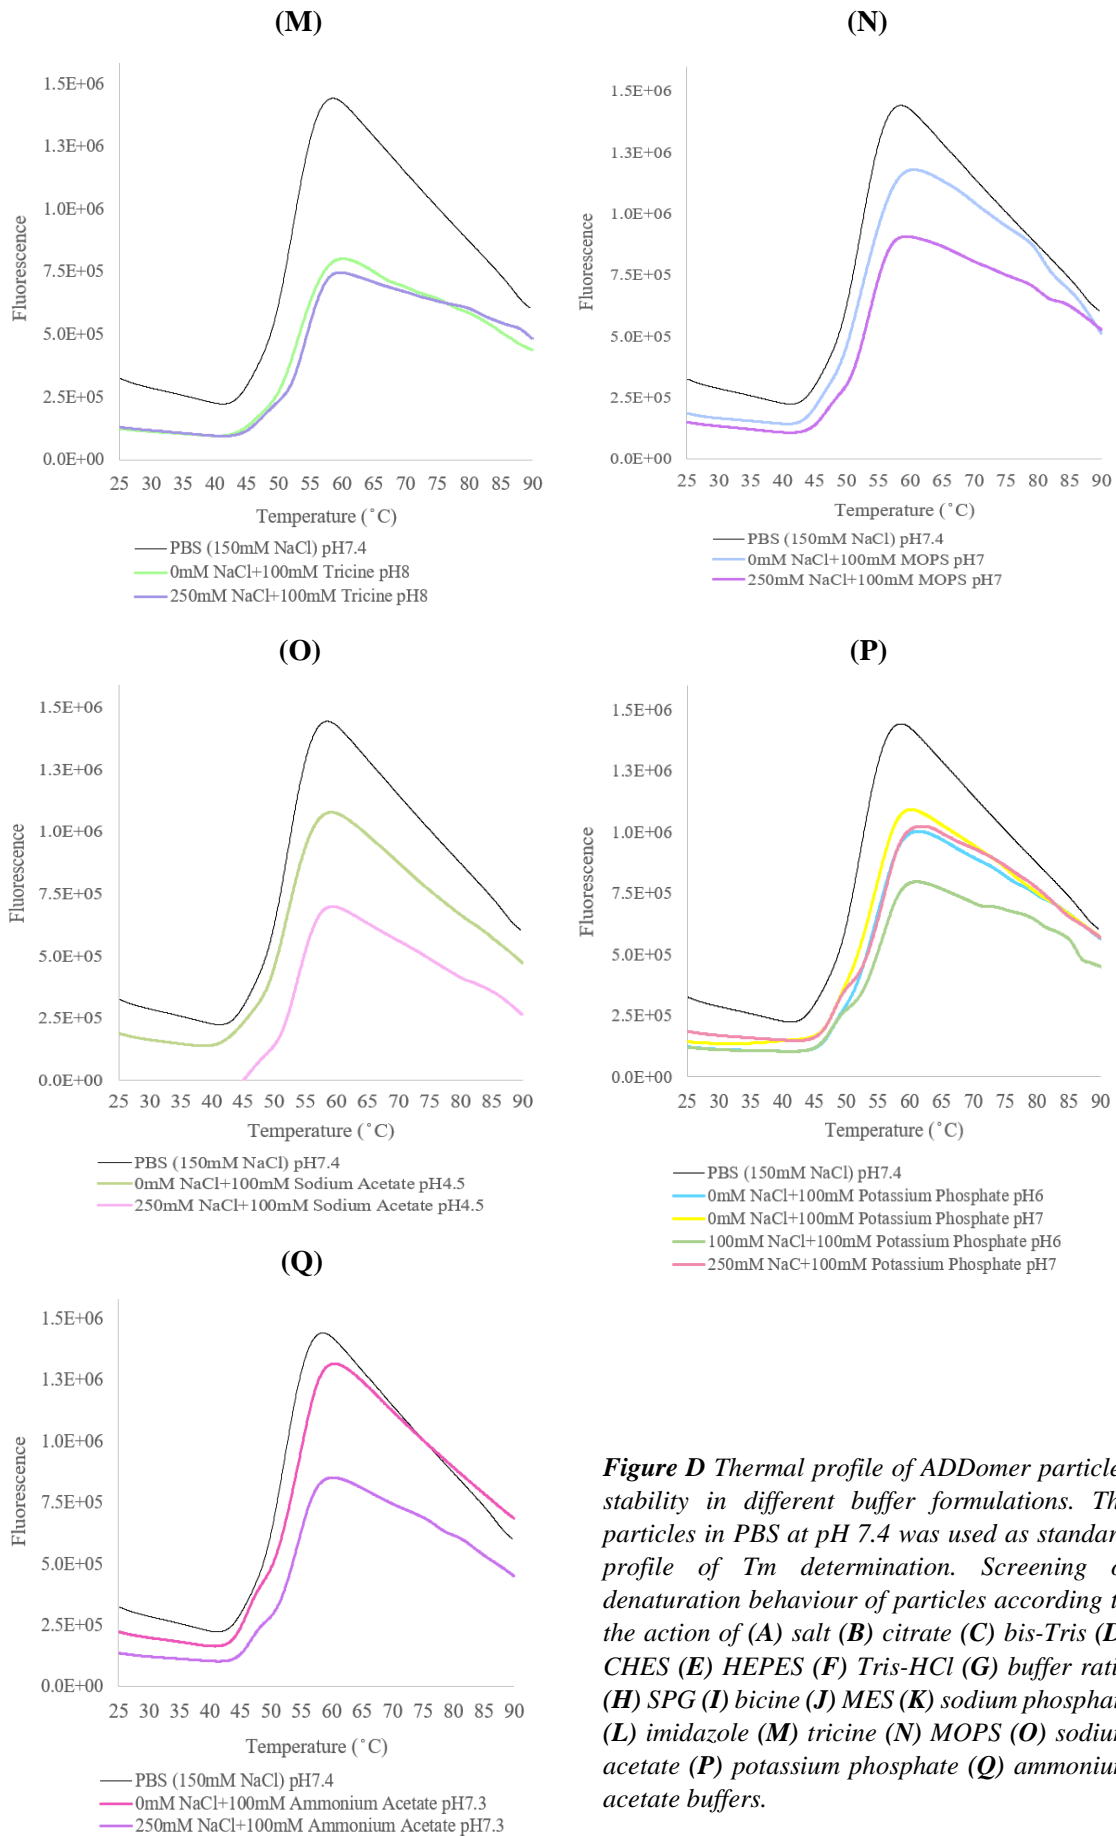 (M)
1.5E+06
1.3E+06
1.0E+06
7.5E+05
5.0E+05
2.5E+05
0.0E+00
Fluorescence
25 30 35 40 45 50 55 60 65 70 75 80 85 90
Temperature (˚C)
PBS (150mM NaCl) pH7.4
0mM NaCl+100mM Tricine pH8
250mM NaCl+100mM Tricine pH8
(N)
1.5E+06
1.3E+06
1.0E+06
7.5E+05
5.0E+05
2.5E+05
0.0E+00
Fluorescence
25 30 35 40 45 50 55 60 65 70 75 80 85 90
Temperature (˚C)
PBS (150mM NaCl) pH7.4
0mM NaCl+100mM MOPS pH7
250mM NaCl+100mM MOPS pH7
(O)
1.5E+06
1.3E+06
1.0E+06
7.5E+05
5.0E+05
2.5E+05
0.0E+00
Fluorescence
25 30 35 40 45 50 55 60 65 70 75 80 85 90
Temperature (˚C)
PBS (150mM NaCl) pH7.4
0mM NaCl+100mM Sodium Acetate pH4.5
250mM NaCl+100mM Sodium Acetate pH4.5
(P)
1.5E+06
1.3E+06
1.0E+06
7.5E+05
5.0E+05
2.5E+05
0.0E+00
Fluorescence
25 30 35 40 45 50 55 60 65 70 75 80 85 90
Temperature (˚C)
PBS (150mM NaCl) pH7.4
0mM NaCl+100mM Potassium Phosphate pH6
0mM NaCl+100mM Potassium Phosphate pH7
100mM NaCl+100mM Potassium Phosphate pH6
250mM NaC+100mM Potassium Phosphate pH7
(Q)
1.5E+06
1.3E+06
1.0E+06
7.5E+05
5.0E+05
2.5E+05
0.0E+00
Fluorescence
25 30 35 40 45 50 55 60 65 70 75 80 85 90
Temperature (˚C)
PBS (150mM NaCl) pH7.4
0mM NaCl+100mM Ammonium Acetate pH7.3
250mM NaCl+100mM Ammonium Acetate pH7.3
Figure D Thermal profile of ADDomer particle
stability in different buffer formulations. Th
particles in PBS at pH 7.4 was used as standar
profile of Tm determination. Screening o
denaturation behaviour of particles according t
the action of (A) salt (B) citrate (C) bis-Tris (D
CHES (E) HEPES (F) Tris-HCl (G) buffer rati
(H) SPG (I) bicine (J) MES (K) sodium phosphat
(L) imidazole (M) tricine (N) MOPS (O) sodiu
acetate (P) potassium phosphate (Q) ammoniu
acetate buffers.